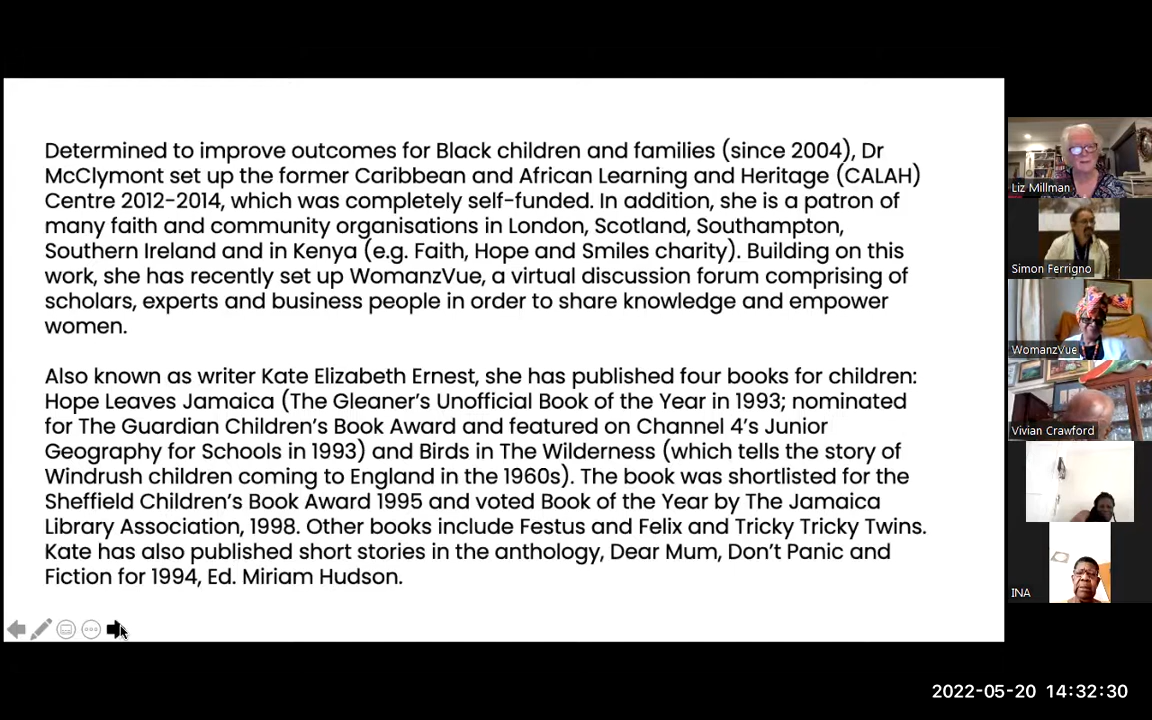 Determined to improve outcomes for Black children and families (since 2004), Dr
McClymont set up the former Caribbean and African Learning and Heritage (CALAH)
Centre 2012-2014, which was completely self-funded. In addition, she is a patron of
many faith and community organisations in London, Scotland, Southampton,
Southern Ireland and in Kenya (e.g. Faith, Hope and Smiles charity). Building on this
work, she has recently set up WomanzVue, a virtual discussion forum comprising of
scholars, experts and business people in order to share knowledge and empower
women.
Also known as writer Kate Elizabeth Ernest, she has published four books for children:
Hope Leaves Jamaica (The Gleaner’s Unofficial Book of the Year in 1993; nominated
for The Guardian Children’s Book Award and featured on Channel 4’s Junior
Geography for Schools in 1993) and Birds in The Wilderness (which tells the story of
Windrush children coming to England in the 1960s). The book was shortlisted for the
Sheffield Children’s Book Award 1995 and voted Book of the Year by The Jamaica
Library Association, 1998. Other books include Festus and Felix and Tricky Tricky Twins.
Kate has also published short stories in the anthology, Dear Mum, Don’t Panic and
Fiction for 1994, Ed. Miriam Hudson.
Liz Millman
Simon Ferrigno
WomanzVue
Vivian Crawford
INA
2022-05-20 14:32:30